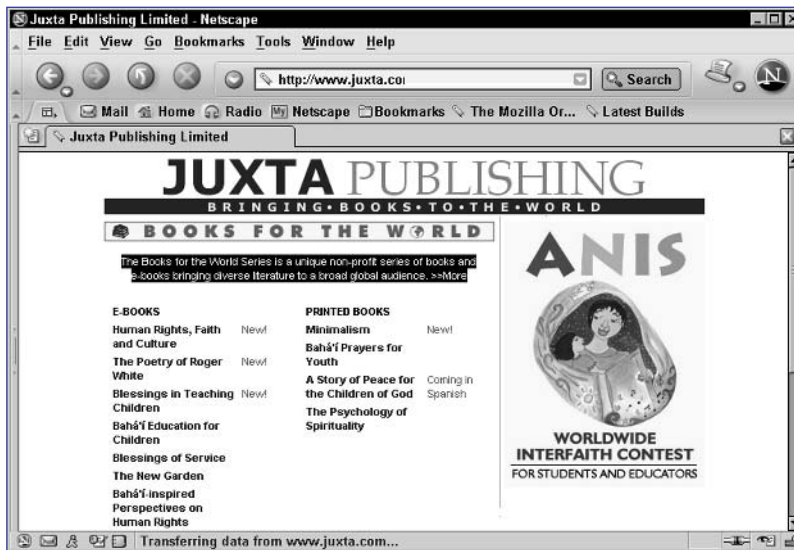 Juxta Publishing Limited - Netscape
File Edit View Go Bookmarks Tools Window Help
http://www.juxta.co
Search
N
Mail Home Radio My Netscape Bookmarks The Mozilla Or... Latest Builds
Juxta Publishing Limited
JUXTA PUBLISHING
BRINGING•BOOKS•TO•THE•WORLD
BOOKS FOR THE WORLD
The Books for the World Series is a unique non-profit series of books and
e-books bringing diverse literature to a broad global audience. >>More
E-BOOKS
Human Rights, Faith New!
and Culture
The Poetry of Roger New!
White
Blessings in Teaching New!
Children
Bahá'í Education for
Children
Blessings of Service
The New Garden
Bahá'í-inspired
Perspectives on
Human Rights
PRINTED BOOKS
Minimalism New!
Bahá'í Prayers for
Youth
A Story of Peace for Coming in
the Children of God Spanish
The Psychology of
Spirituality
ANIS
WORLDWIDE
INTERFAITH CONTEST
FOR STUDENTS AND EDUCATORS
Transferring data from www.juxta.com...